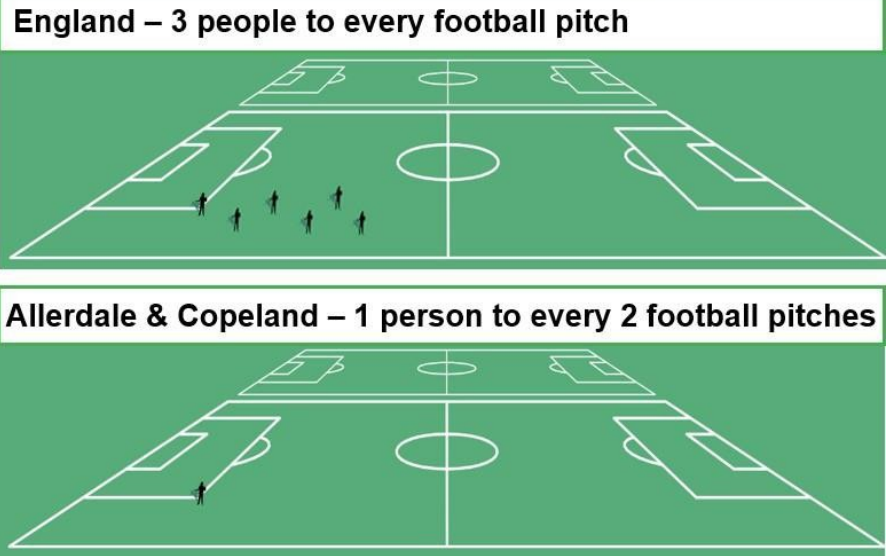 England – 3 people to every football pitch
Allerdale & Copeland – 1 person to every 2 football pitches